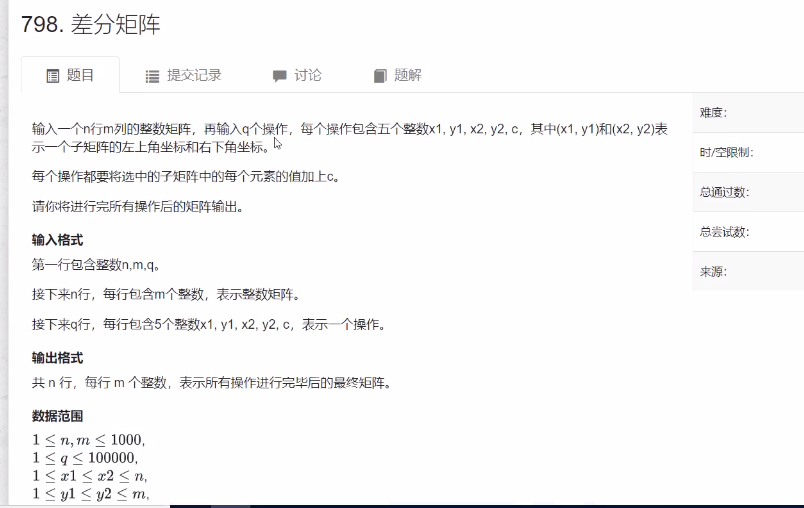 798. 差分矩阵
题目
提交记录
讨论
题解
输入一个n行m列的整数矩阵，再输入q个操作，每个操作包含五个整数x1, y1, x2, y2, c，其中(x1, y1)和(x2, y2)表
示一个子矩阵的左上角坐标和右下角坐标。
每个操作都要将选中的子矩阵中的每个元素的值加上c。
请你将进行完所有操作后的矩阵输出。
输入格式
第一行包含整数n,m,q。
接下来n行，每行包含m个整数，表示整数矩阵。
接下来q行，每行包含5个整数x1, y1, x2, y2, c，表示一个操作。
输出格式
共 n 行，每行 m 个整数，表示所有操作进行完毕后的最终矩阵。
数据范围
1 ≤ n, m ≤ 1000,
1 ≤ q ≤ 100000,
1 ≤ x1 ≤ x2 ≤ n,
1 ≤ y1 ≤ y2 ≤ m,
难度：
时/空限制：
总通过数：
总尝试数：
来源：